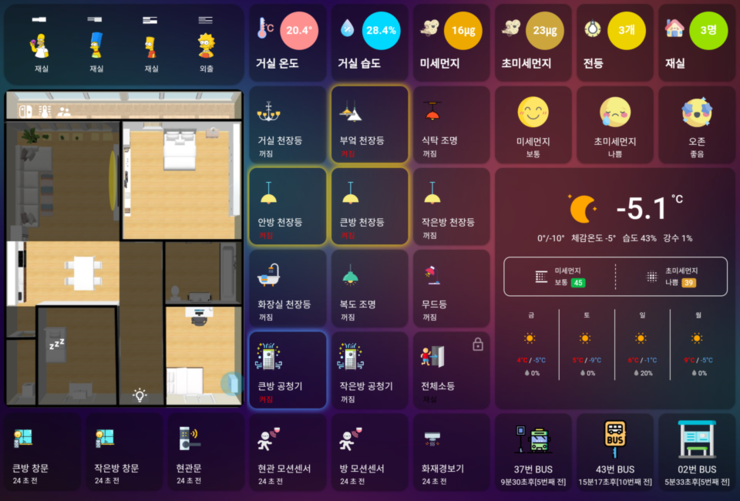 재실
재실
재실
외출
20.4°
거실 온도
28.4%
거실 습도
16µg
미세먼지
23µg
초미세먼지
3개
전등
3명
재실
거실 천장등
꺼짐
부엌 천장등
켜짐
식탁 조명
꺼짐
미세먼지
보통
초미세먼지
나쁨
오존
좋음
안방 천장등
켜짐
큰방 천장등
켜짐
작은방 천장등
꺼짐
-5.1 °C
0°/-10° 체감온도 -5° 습도 43% 강수 1%
미세먼지
보통 45
초미세먼지
나쁨 39
화장실 천장등
꺼짐
복도 조명
꺼짐
무드등
꺼짐
금
토
일
월
4°C / -5°C
5°C / -9°C
6°C / -1°C
9°C / -5°C
0%
0%
20%
0%
zzz
큰방 공청기
켜짐
작은방 공청기
꺼짐
전체소등
큰방 창문
24 초 전
작은방 창문
24 초 전
현관문
24 초 전
현관 모션센서
24 초 전
방 모션센서
24 초 전
화재경보기
24 초 전
37번 BUS
9분30초후[5번째 전]
BUS
43번 BUS
15분17초후[10번째 전]
02번 BUS
5분33초후[5번째 전]